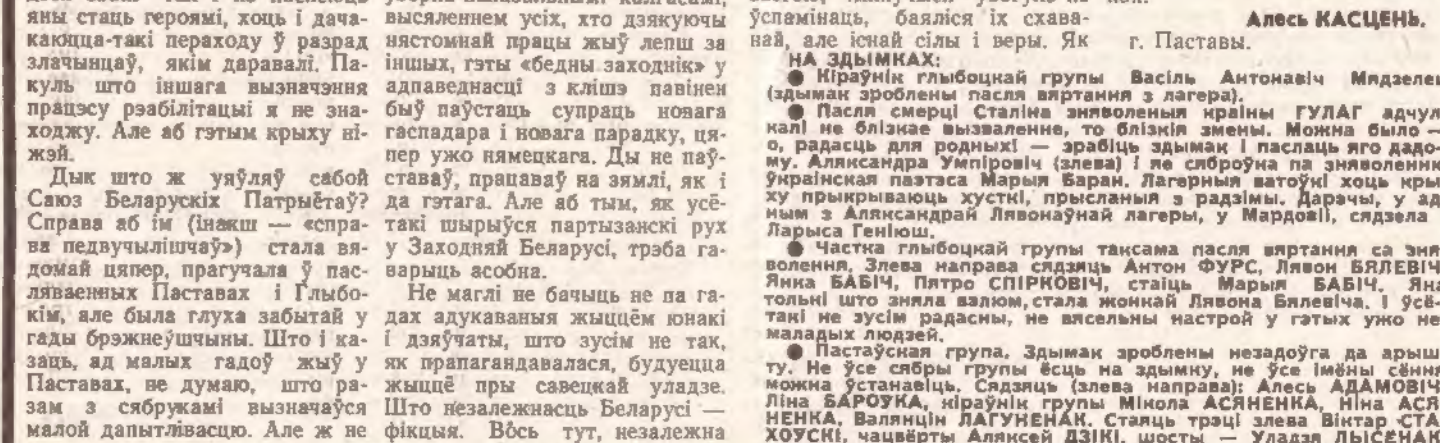 яны стаць героямі, хоць і дача-
каюцца-такі пераходу ў разрад
злачынцаў, якім даравалі. Па-
куль што іншага вызначэння
працэсу рэабілітацыі я не зна-
ходжу. Але аб гэтым крыху ні-
жэй.
Дык што ж уяўляў сабой
Саюз Беларускіх Патрыётаў?
Справа аб ім (інакш — «спра-
ва педвучылішчаў») стала вя-
домай цяпер, прагучала ў пас-
ляваенных Паставах і Глыбо-
кім, але была глуха забытай у
гады брэжнеўшчыны. Што і ка-
заць, ад малых гадоў жыў у
Паставах, не думаю, што ра-
зам з сябрукамі вызначаўся
малой дапытлівасцю. Але ж не
высяленнем усіх, хто дзякуючы
нястомнай працы жыў лепш за
іншых, гэты «бедны заходнік» у
адпаведнасці з клішэ павінен
быў паўстаць супраць новага
гаспадара і новага парадку, ця-
пер ужо нямецкага. Ды не паў-
ставаў, працаваў на зямлі, як і
да гэтага. Але аб тым, як усё-
такі шырыўся партызанскі рух
у Заходняй Беларусі, трэба га-
варыць асобна.
Не маглі не бачыць не па га-
дах адукаваныя жыццём юнакі
і дзяўчаты, што зусім не так,
як прапагандавалася, будуецца
жыццё пры савецкай уладзе.
Што незалежнасць Беларусі —
фікцыя. Вось тут, незалежна
ўспамінаць, баяліся іх схава-
най, але існай сілы і веры. Як
Алесь КАСЦЕНЬ.
г. Паставы.
НА ЗДЫМКАХ:
● Кіраўнік глыбоцкай групы Васіль Антонавіч Мядзелец
(здымак зроблены пасля вяртання з лагера).
● Пасля смерці Сталіна зняволеныя краіны ГУЛАГ адчул
калі не блізкае вызваленне, то блізкія змены. Можна было —
о, радасць для родных! — зрабіць здымак і паслаць яго дадо-
му. Аляксандра Умпіровіч (злева) і яе сяброўка па зняволенню
ўкраінская паэтэса Марыя Баран. Лагерныя ватоўкі хоць кры
ху прыкрываюць хусткі, прысланыя з радзімы. Дарэчы, у ад
ным з Аляксандрай Лявонаўнай лагеры, у Мардовіі, сядзела
Ларыса Геніюш.
● Частка глыбоцкай групы таксама пасля вяртання са зня
волення. Злева направа сядзяць Антон ФУРС, Лявон БЯЛЕВІЧ
Янка БАБІЧ, Пятро СПІРКОВІЧ, стаіць Марыя БАБІЧ. Яна
толькі што зняла вэлюм, стала жонкай Лявона Бялевіча. І ўсё-
такі не зусім радасны, не вясельны настрой у гэтых ужо не
маладых людзей.
● Пастаўская група. Здымак зроблены незадоўга да арыш
ту. Не ўсе сябры групы ёсць на здымку, не ўсе імёны сёння
можна ўстанавіць. Сядзяць (злева направа): Алесь АДАМОВІЧ
Ліна БАРОУКА, кіраўнік групы Мікола АСЯНЕНКА, Ніна АСЯ
НЕНКА, Валянцін ЛАГУНЕНАК. Стаяць трэці злева Віктар СТА
ХОУСКІ, чацвёрты Аляксей ДЗІКІ, шосты — Уладзя